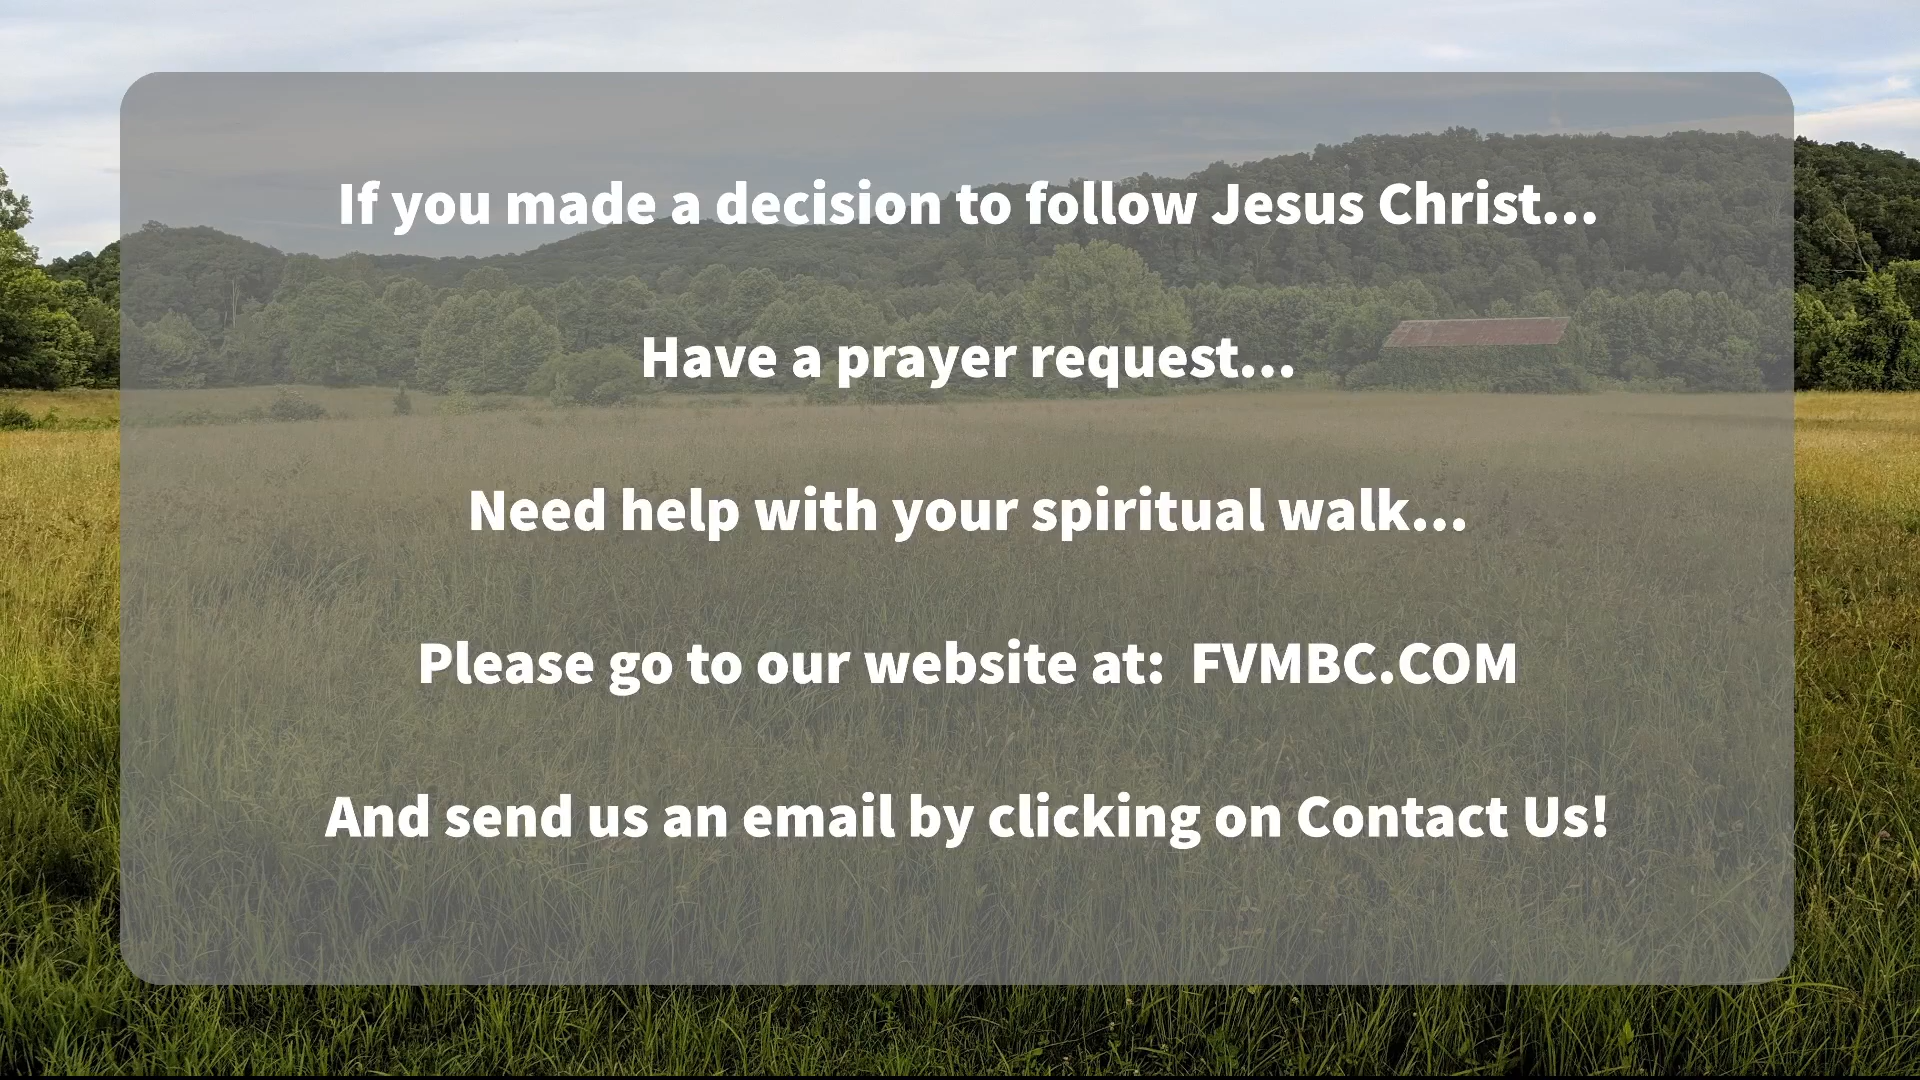 If you made a decision to follow Jesus Christ...
Have a prayer request...
Need help with your spiritual walk...
Please go to our website at:  FVMBC.COM
And send us an email by clicking on Contact Us!